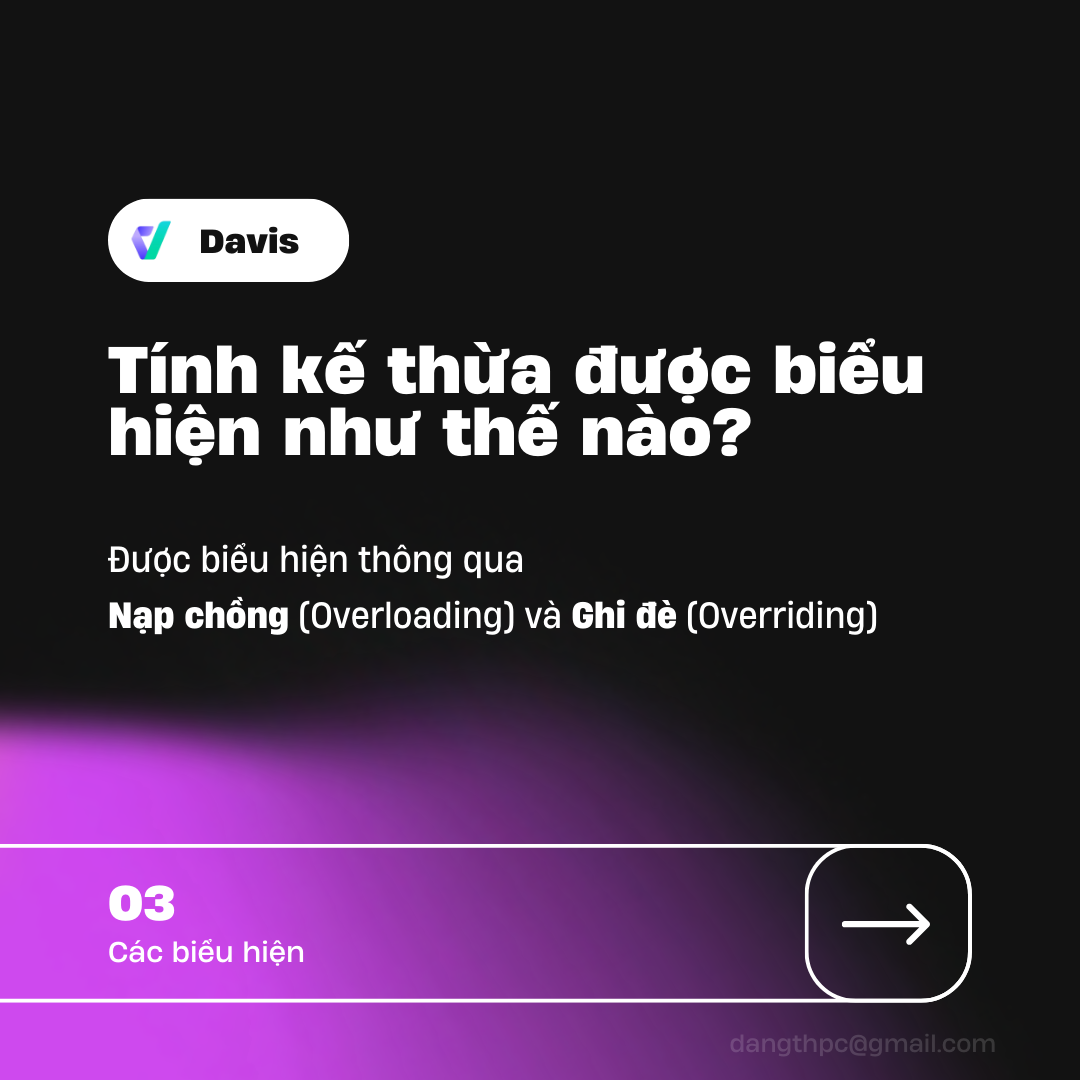 Davis
Tính kế thừa được biểu
hiện như thế nào?
Được biểu hiện thông qua
Nạp chồng (Overloading) và Ghi đè (Overriding)
03
Các biểu hiện
dangthpc@gmail.com